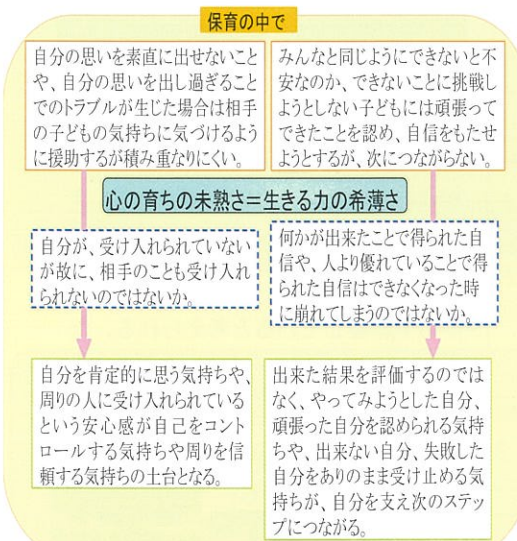 保育の中で
自分の思いを素直に出せないこと
や、自分の思いを出し過ぎること
でのトラブルが生じた場合は相手
の子どもの気持ちに気づけるよう
に援助するが積み重なりにくい。
みんなと同じようにできないと不
安なのか、できないことに挑戦し
ようとしない子どもには頑張って
できたことを認め、自信をもたせ
ようとするが、次につながらない。
心の育ちの未熟さ=生きる力の希薄さ
自分が、受け入れられていない
が故に、相手のことも受け入れ
られないのではないか。
何かが出来たことで得られた自
信や、人より優れていることで得
られた自信はできなくなった時
に崩れてしまうのではないか。
自分を肯定的に思う気持ちや、
周りの人に受け入れられている
という安心感が自己をコント
ロールする気持ちや周りを信
頼する気持ちの土台となる。
出来た結果を評価するのでは
なく、やってみようとした自分、
頑張った自分を認められる気持
ちや、出来ない自分、失敗した
自分をありのまま受け止める気
持ちが、自分を支え次のステッ
プにつながる。